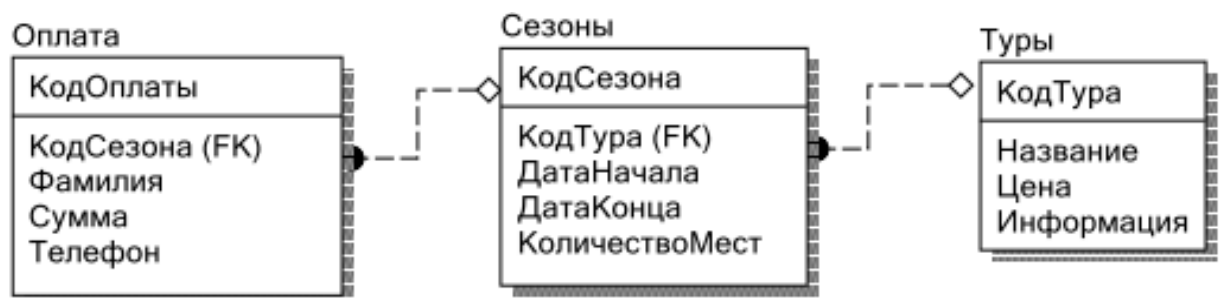 Оплата
КодОплаты
КодСезона (FK)
Фамилия
Сумма
Телефон
Сезоны
КодСезона
КодТура (FK)
ДатаНачала
ДатаКонца
КоличествоМест
Туры
КодТура
Название
Цена
Информация